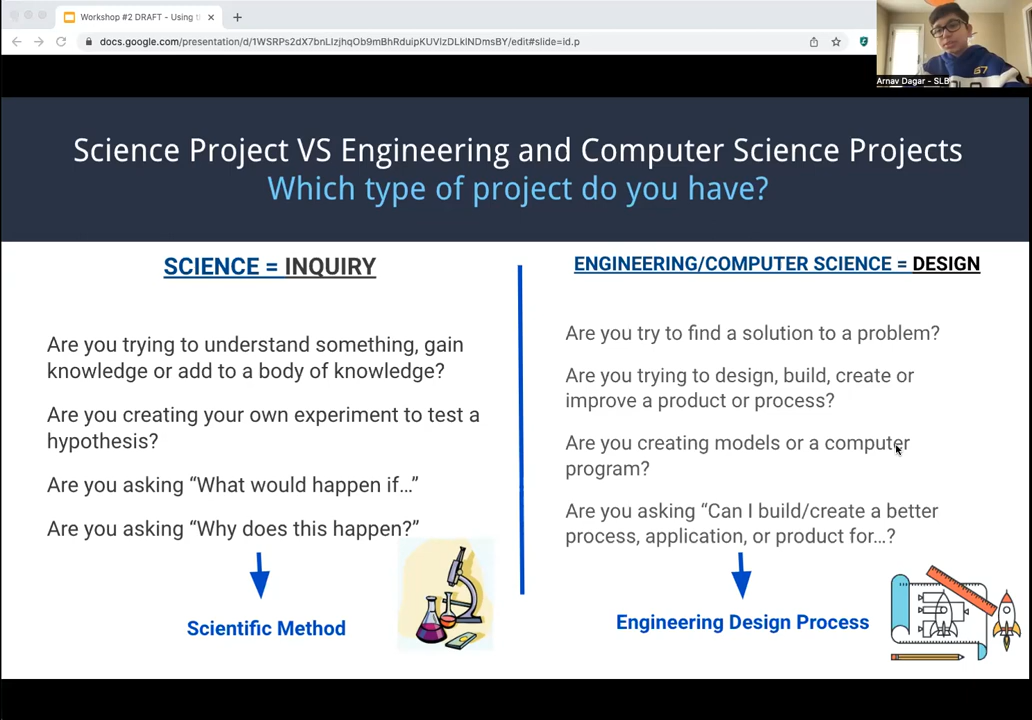 Workshop #2 DRAFT - Using t
docs.google.com/presentation/d/1WSRPs2dX7bnLIzjhqOb9mBhRduipKUVlzDLklNDmsBY/edit#slide=id.p
Arnav Dagar - SLB
Science Project VS Engineering and Computer Science Projects
Which type of project do you have?
SCIENCE = INQUIRY
Are you trying to understand something, gain
knowledge or add to a body of knowledge?
Are you creating your own experiment to test a
hypothesis?
Are you asking “What would happen if…”
Are you asking “Why does this happen?”
Scientific Method
ENGINEERING/COMPUTER SCIENCE = DESIGN
Are you try to find a solution to a problem?
Are you trying to design, build, create or
improve a product or process?
Are you creating models or a computer
program?
Are you asking “Can I build/create a better
process, application, or product for…?
Engineering Design Process